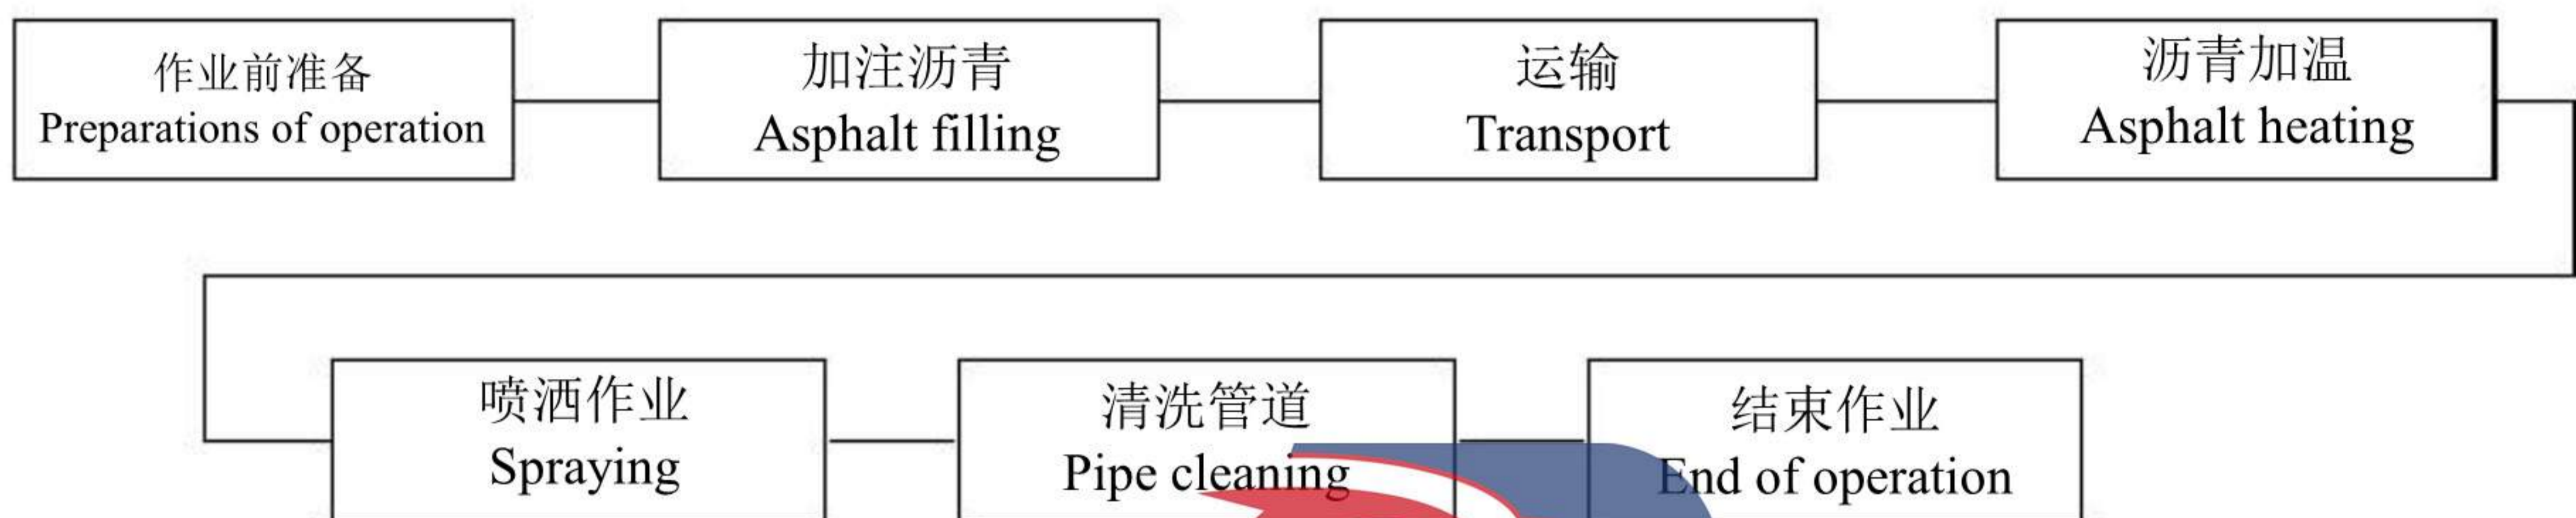 作业前准备
Preparations of operation
加注沥青
Asphalt filling
运输
Transport
沥青加温
Asphalt heating
喷洒作业
Spraying
清洗管道
Pipe cleaning
结束作业
End of operation